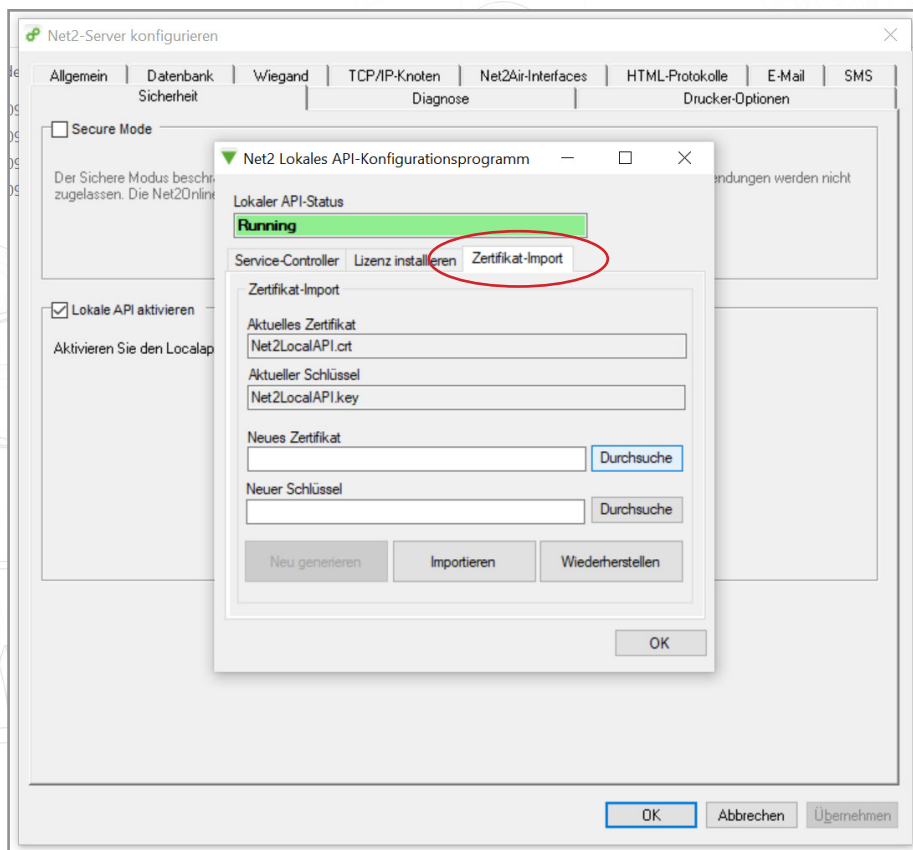 Net2-Server konfigurieren
Allgemein Datenbank Wiegand TCP/IP-Knoten Net2Air-Interfaces HTML-Protokolle E-Mail SMS
Sicherheit Diagnose Drucker-Optionen
Secure Mode
Der Sichere Modus beschr endungen werden nicht
zugelassen. Die Net2Online
Net2 Lokales API-Konfigurationsprogramm
Lokaler API-Status
Running
Service-Controller Lizenz installieren Zertifikat-Import
Zertifikat-Import
Lokale API aktivieren
Aktivieren Sie den Localap
Aktuelles Zertifikat
Net2LocalAPI.crt
Aktueller Schlüssel
Net2LocalAPI.key
Neues Zertifikat
Durchsuche
Neuer Schlüssel
Durchsuche
Neu generieren Importieren Wiederherstellen
OK
OK Abbrechen Übernehmen